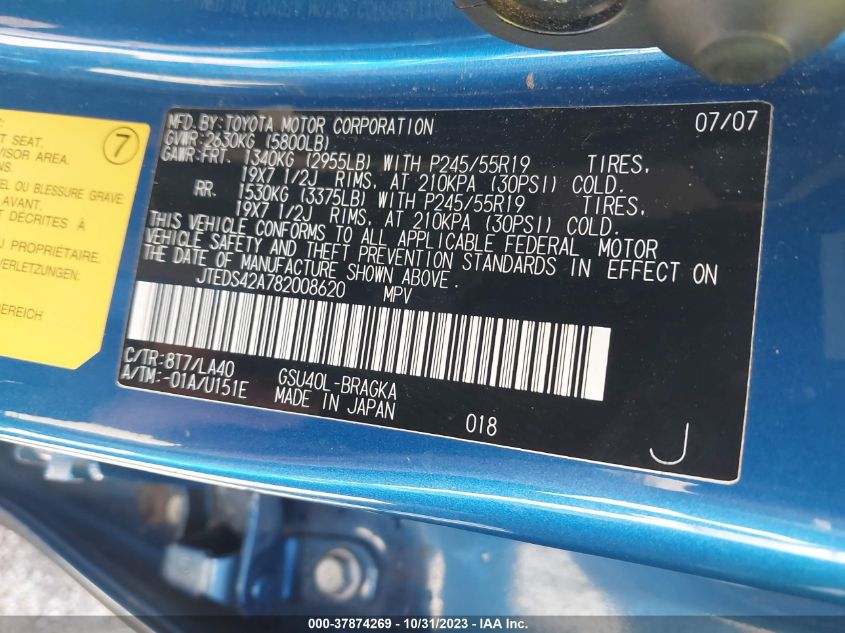 7
T SEAT.
VISOR AREA.
NS.
EL OU BLESSURE GRAVE
AVANT.
T DÉCRITES À
U PROPRIÉTAIRE.
VERLETZUNGEN.
BEREICH
MFD.BY:TOYOTA MOTOR CORPORATION 07/07
GVWR:2630KG (5800LB)
GAWR:FRT. 1340KG (2955LB) WITH P245/55R19 TIRES,
19X7 1/2J RIMS, AT 210KPA (30PSI) COLD.
RR. 1530KG (3375LB) WITH P245/55R19 TIRES,
19X7 1/2J RIMS, AT 210KPA (30PSI) COLD.
THIS VEHICLE CONFORMS TO ALL APPLICABLE FEDERAL MOTOR
VEHICLE SAFETY AND THEFT PREVENTION STANDARDS IN EFFECT ON
THE DATE OF MANUFACTURE SHOWN ABOVE.
JTEDS42A782008620 MPV
C/TR:8T7/LA40 GSU40L-BRAGKA
A/TM:-01A/U151E MADE IN JAPAN 018 J
000-37874269 - 10/31/2023 - IAA Inc.